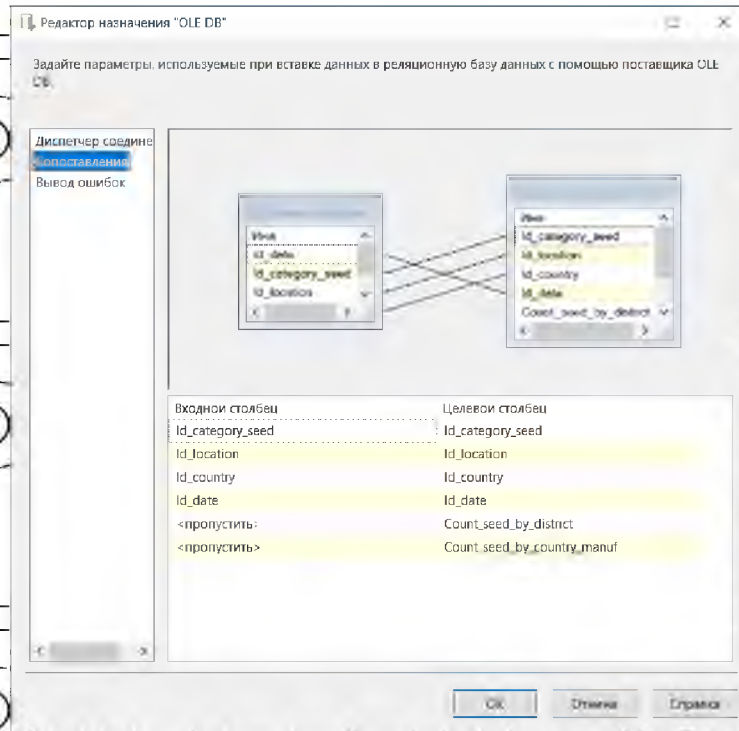 Редактор назначения "OLE DB"
Задайте параметры, используемые при вставке данных в реляционную базу данных с помощью поставщика OLE
DB.
Диспетчер соедине
Сопоставления
Вывод ошибок
Имя
Id_date
Id_category_seed
Id_location
Имя
Id_category_seed
Id_location
Id_country
Id_date
Count_seed_by_district
Входной столбец Целевой столбец
Id_category_seed Id_category_seed
Id_location Id_location
Id_country Id_country
Id_date Id_date
<пропустить> Count_seed_by_district
<пропустить> Count_seed_by_country_manuf
ОК Отмена Справка